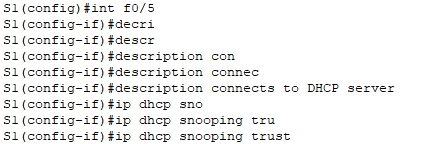 S1(config)#int f0/5
S1(config-if)#decri
S1(config-if)#descr
S1(config-if)#description con
S1(config-if)#description connec
S1(config-if)#description connects to DHCP server
S1(config-if)#ip dhcp sno
S1(config-if)#ip dhcp snooping tru
S1(config-if)#ip dhcp snooping trust